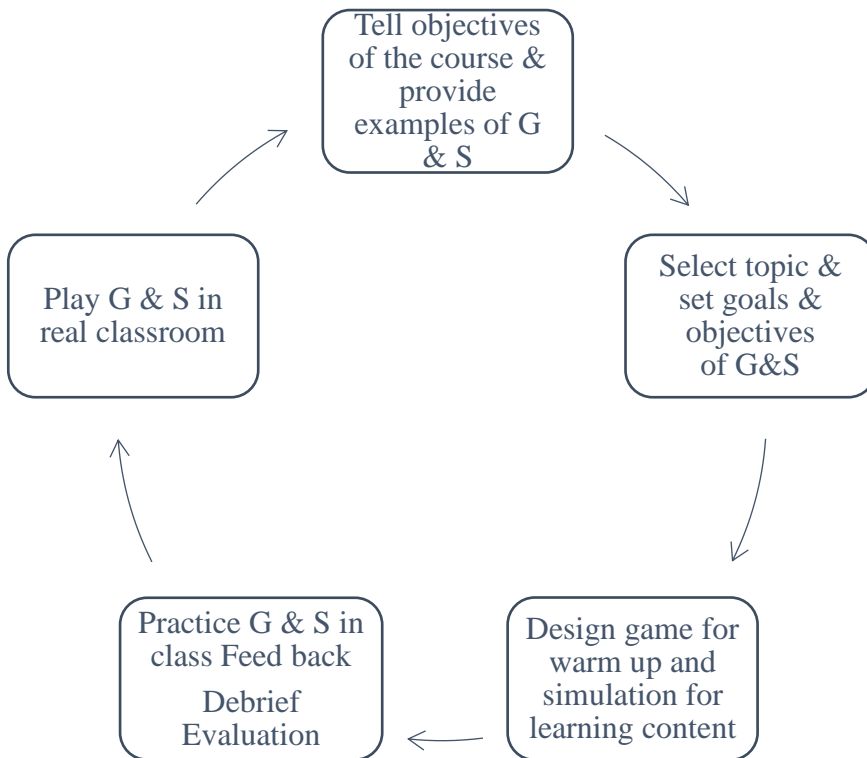 Tell objectives
of the course &
provide
examples of G
& S
Select topic &
set goals &
objectives
of G&S
Design game for
warm up and
simulation for
learning content
Practice G & S in
class Feed back
Debrief
Evaluation
Play G & S in
real classroom